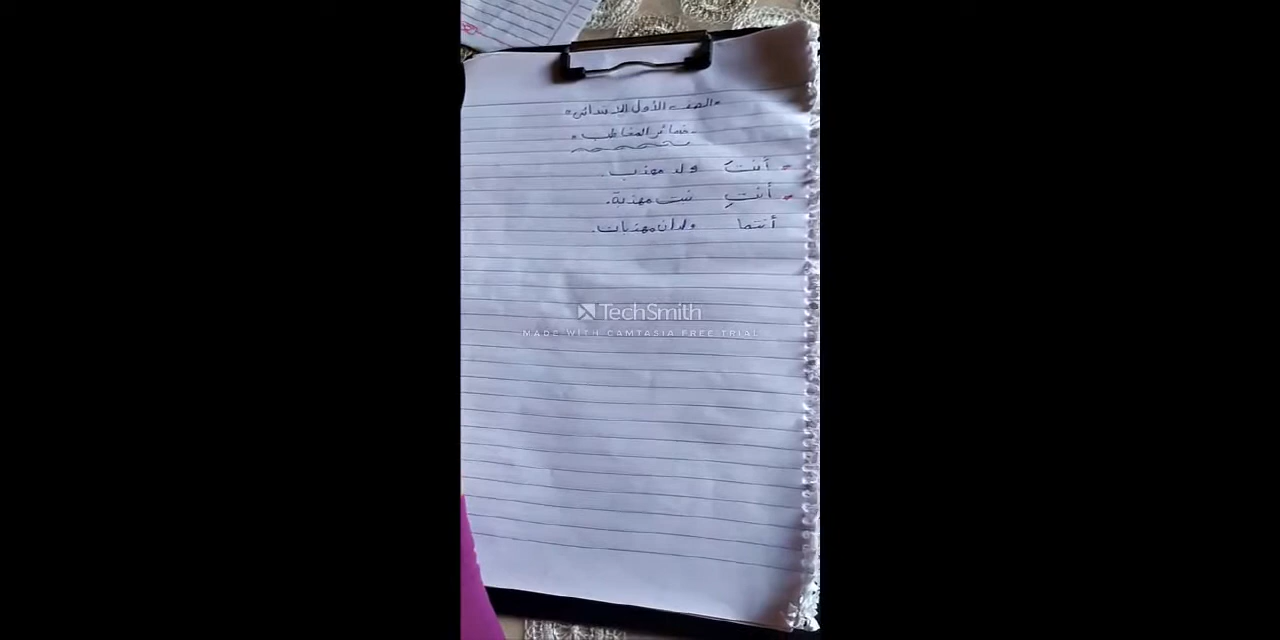 "الصف الأول الابتدائي"
"ضمائر المخاطب"
- أنتَ ولد مهذب.
- أنتِ بنت مهذبة.
أنتما ولدان مهذبان.
TechSmith
MADE WITH CAMTASIA FREE TRIAL